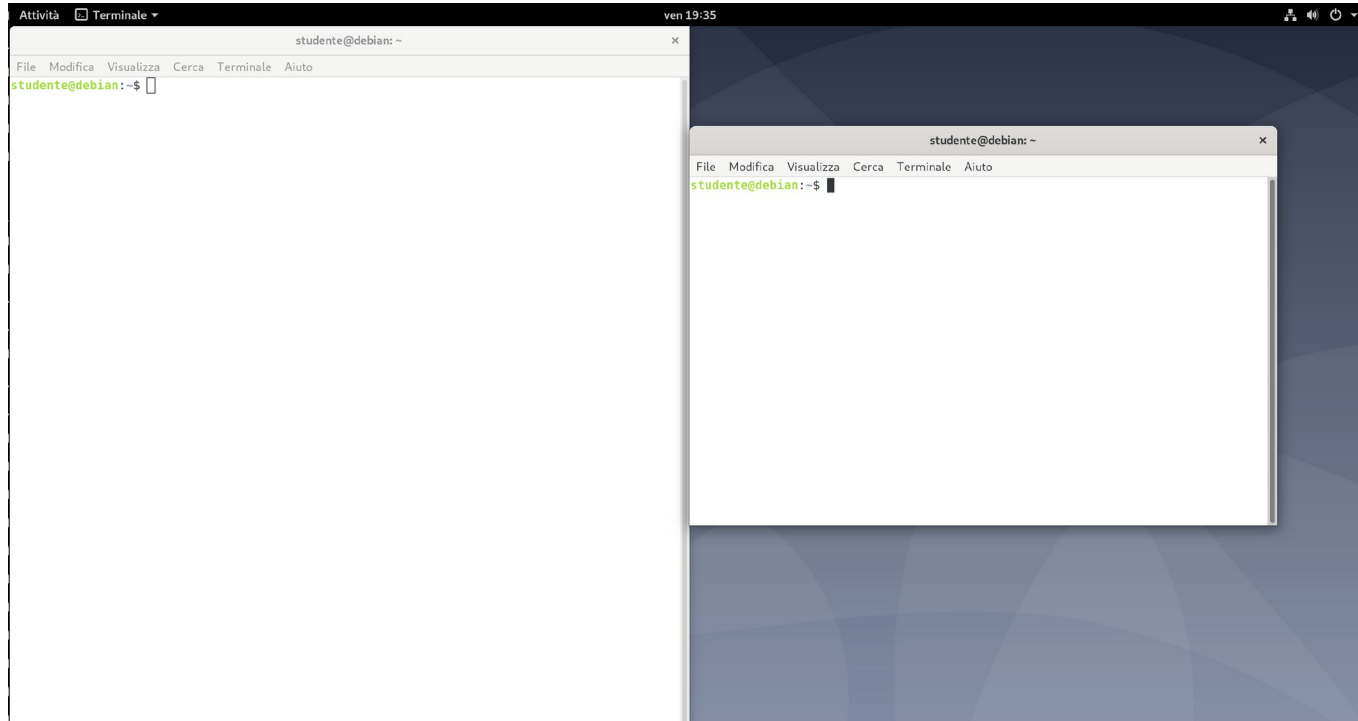 Attività Terminale ven 19:35
studente@debian: ~
File Modifica Visualizza Cerca Terminale Aiuto
studente@debian:~$
studente@debian: ~
File Modifica Visualizza Cerca Terminale Aiuto
studente@debian:~$